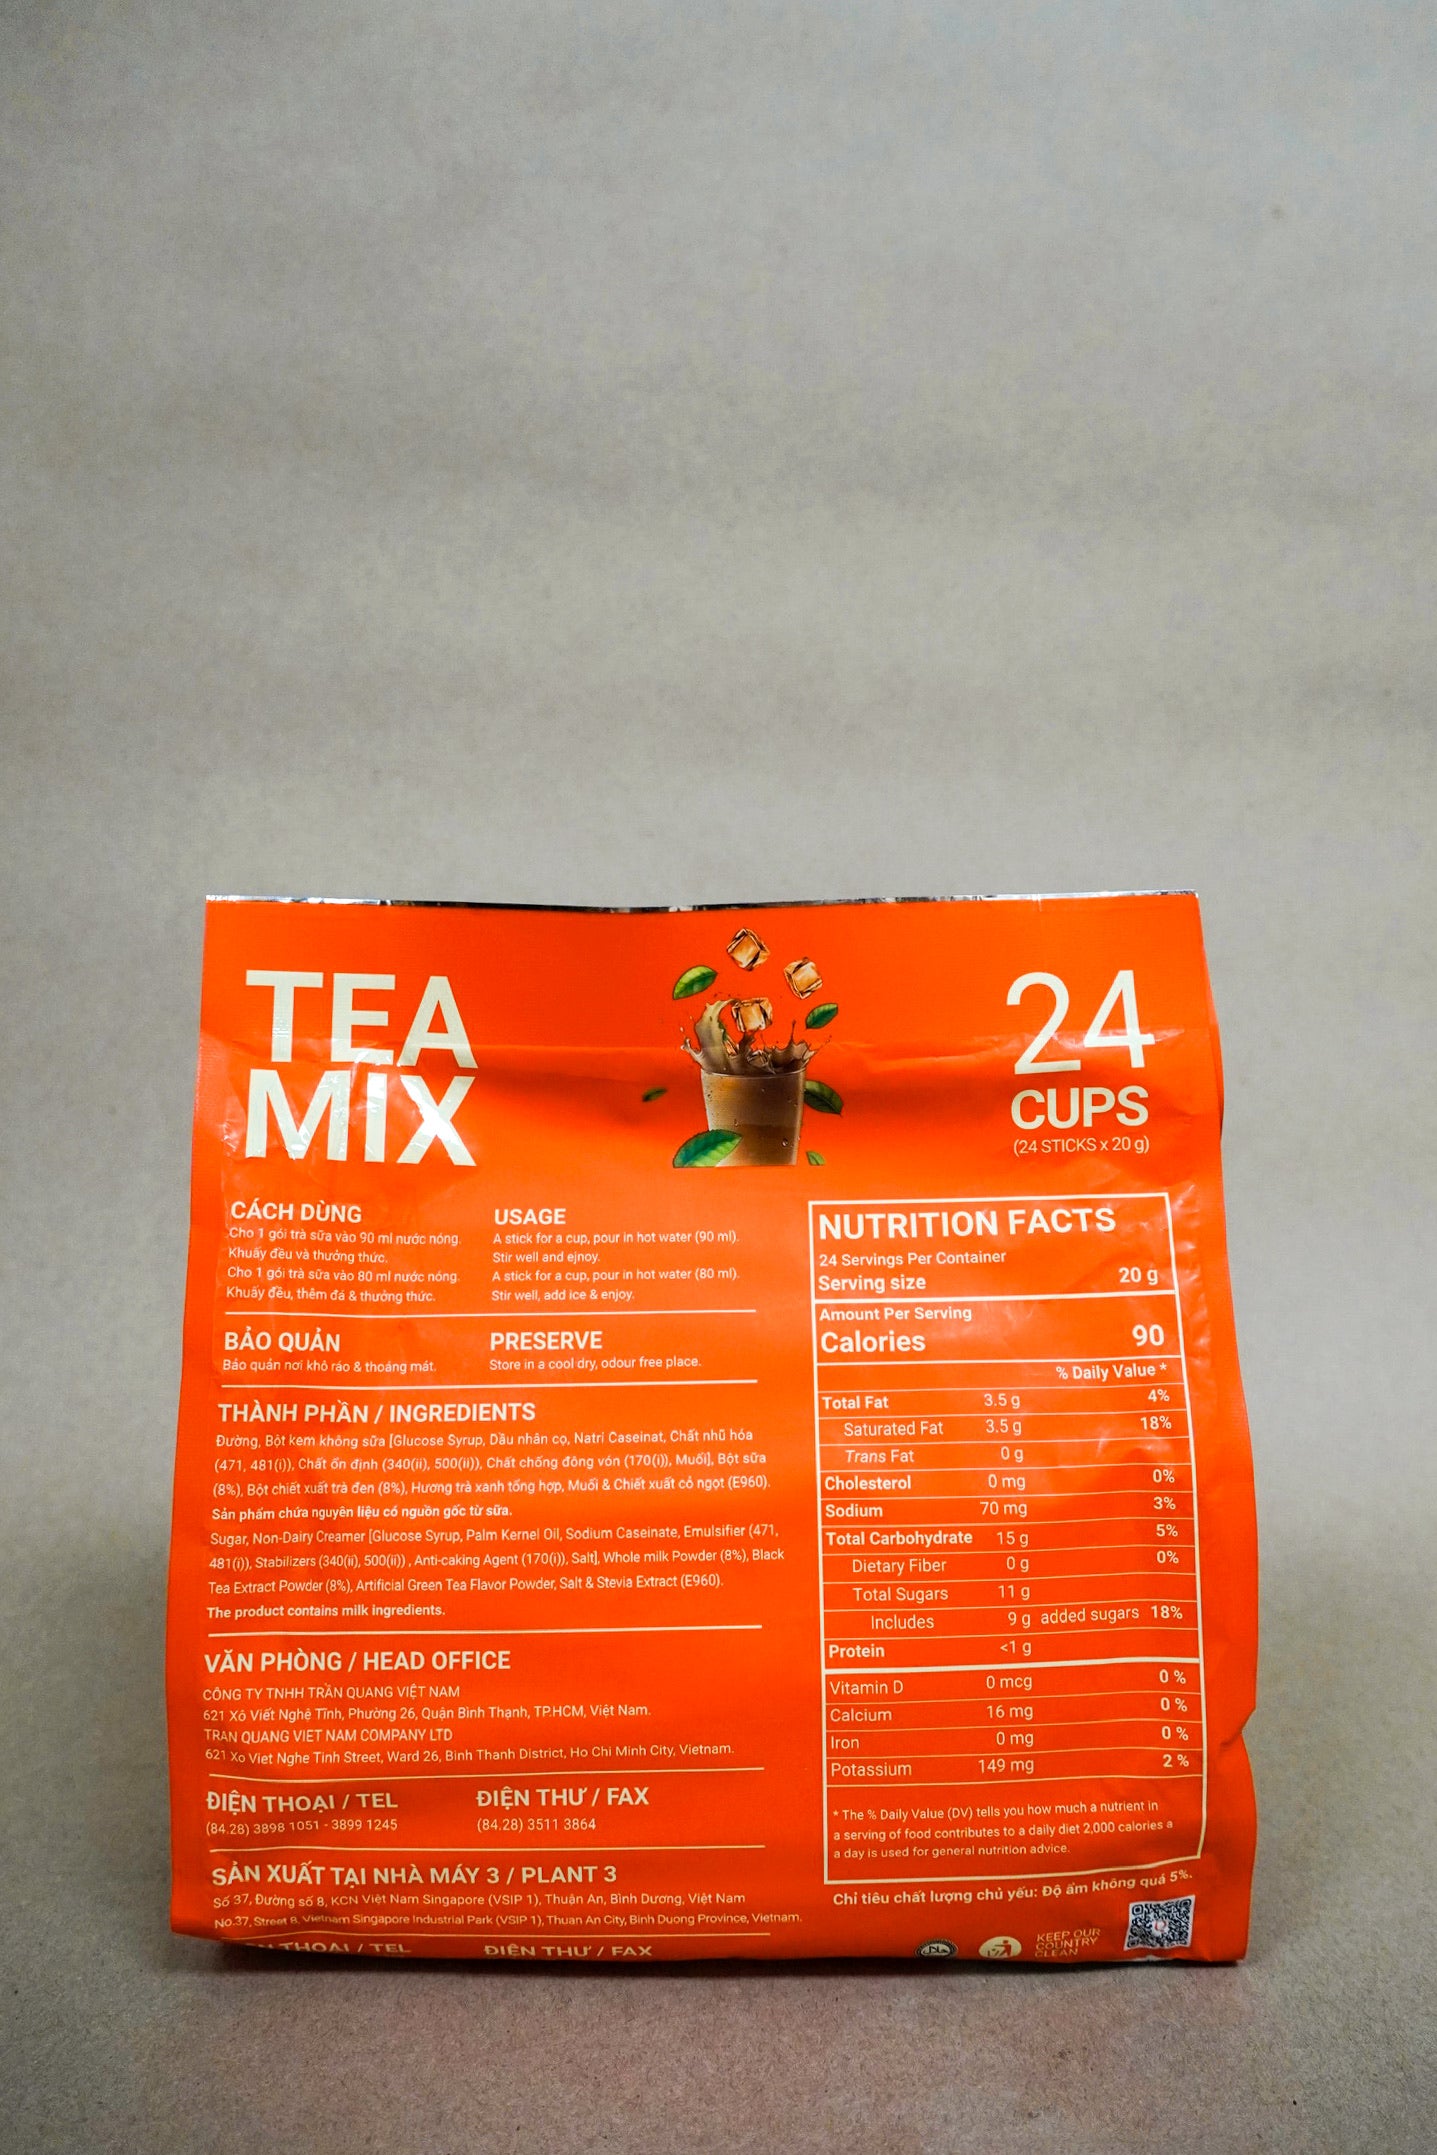 TEA
MIX
24
CUPS
(24 STICKS x 20 g)
CÁCH DÙNG
Cho 1 gói trà sữa vào 90 ml nước nóng.
Khuấy đều và thưởng thức.
Cho 1 gói trà sữa vào 80 ml nước nóng.
Khuấy đều, thêm đá & thưởng thức.
USAGE
A stick for a cup, pour in hot water (90 ml).
Stir well and ejnoy.
A stick for a cup, pour in hot water (80 ml).
Stir well, add ice & enjoy.
BẢO QUẢN
Bảo quản nơi khô ráo & thoáng mát.
PRESERVE
Store in a cool dry, odour free place.
THÀNH PHẦN / INGREDIENTS
Đường, Bột kem không sữa [Glucose Syrup, Dầu nhân cọ, Natri Caseinat, Chất nhũ hóa
(471, 481(i)), Chất ổn định (340(ii), 500(ii)), Chất chống đông vón (170(i)), Muối], Bột sữa
(8%), Bột chiết xuất trà đen (8%), Hương trà xanh tổng hợp, Muối & Chiết xuất cỏ ngọt (E960).
Sản phẩm chứa nguyên liệu có nguồn gốc từ sữa.
Sugar, Non-Dairy Creamer [Glucose Syrup, Palm Kernel Oil, Sodium Caseinate, Emulsifier (471,
481(i)), Stabilizers (340(ii), 500(ii)) , Anti-caking Agent (170(i)), Salt], Whole milk Powder (8%), Black
Tea Extract Powder (8%), Artificial Green Tea Flavor Powder, Salt & Stevia Extract (E960).
The product contains milk ingredients.
VĂN PHÒNG / HEAD OFFICE
CÔNG TY TNHH TRẦN QUANG VIỆT NAM
621 Xô Viết Nghệ Tĩnh, Phường 26, Quận Bình Thạnh, TP.HCM, Việt Nam.
TRAN QUANG VIET NAM COMPANY LTD
621 Xo Viet Nghe Tinh Street, Ward 26, Binh Thanh District, Ho Chi Minh City, Vietnam.
ĐIỆN THOẠI / TEL
(84.28) 3898 1051 - 3899 1245
ĐIỆN THƯ / FAX
(84.28) 3511 3864
SẢN XUẤT TẠI NHÀ MÁY 3 / PLANT 3
Số 37, Đường số 8, KCN Việt Nam Singapore (VSIP 1), Thuận An, Bình Dương, Việt Nam
No.37, Street 8, Vietnam Singapore Industrial Park (VSIP 1), Thuan An City, Binh Duong Province, Vietnam.
THOẠI / TEL
ĐIỆN THƯ / FAX
NUTRITION FACTS
24 Servings Per Container
Serving size 20 g
Amount Per Serving
Calories 90
% Daily Value *
Total Fat 3.5 g 4%
Saturated Fat 3.5 g 18%
Trans Fat 0 g
Cholesterol 0 mg 0%
Sodium 70 mg 3%
Total Carbohydrate 15 g 5%
Dietary Fiber 0 g 0%
Total Sugars 11 g
Includes 9 g added sugars 18%
Protein <1 g
Vitamin D 0 mcg 0 %
Calcium 16 mg 0 %
Iron 0 mg 0 %
Potassium 149 mg 2 %
* The % Daily Value (DV) tells you how much a nutrient in
a serving of food contributes to a daily diet 2,000 calories a
a day is used for general nutrition advice.
Chỉ tiêu chất lượng chủ yếu: Độ ẩm không quá 5%.
KEEP OUR
COUNTRY
CLEAN